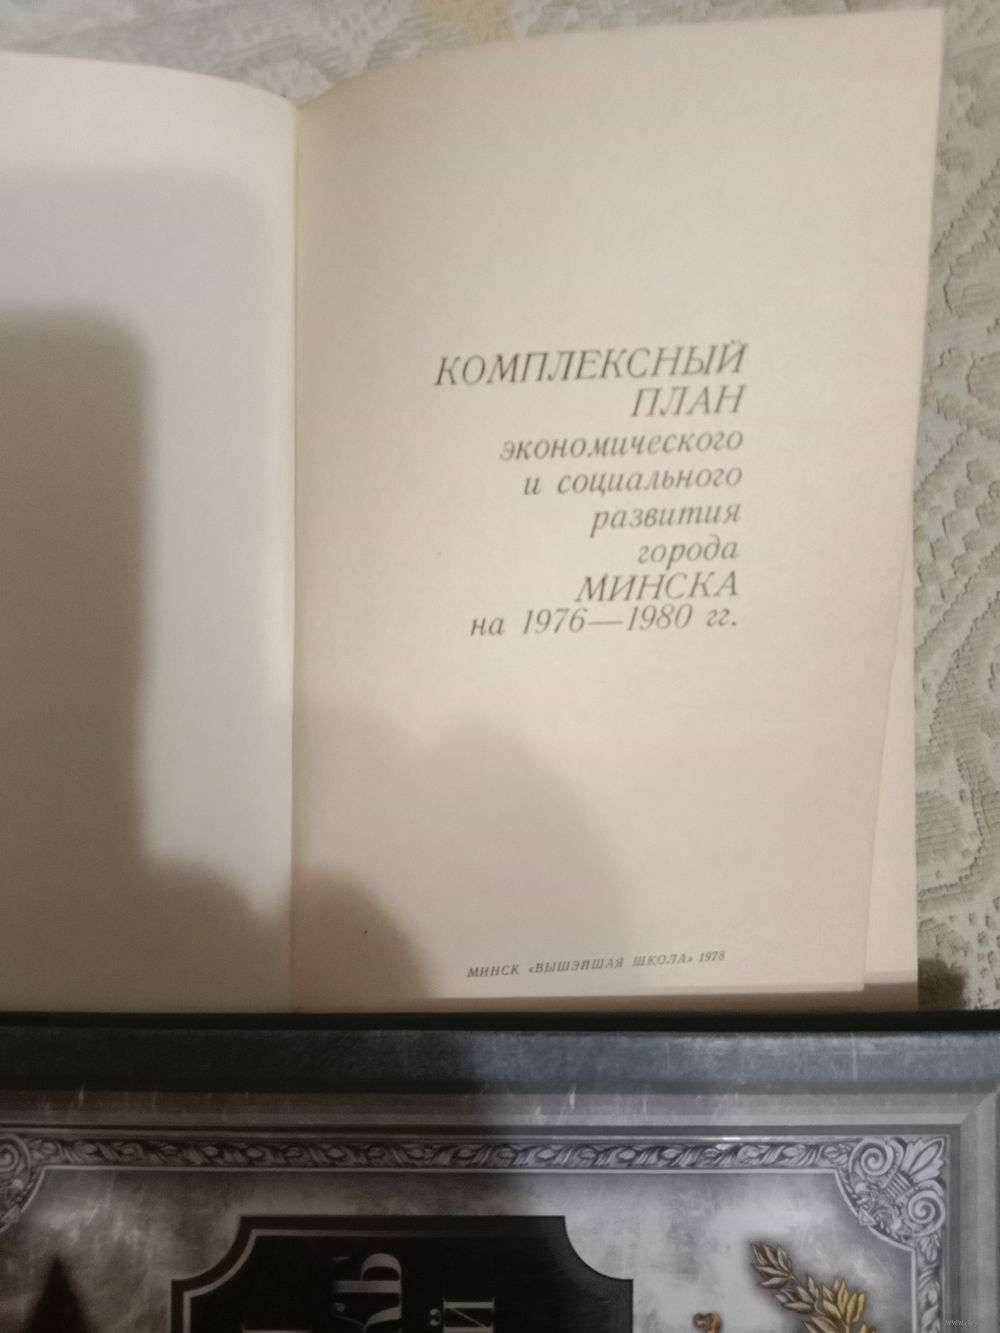 КОМПЛЕКСНЫЙ
ПЛАН
экономического
и социального
развития
города
МИНСКА
на 1976—1980 гг.
МИНСК «ВЫШЭЙШАЯ ШКОЛА» 1978